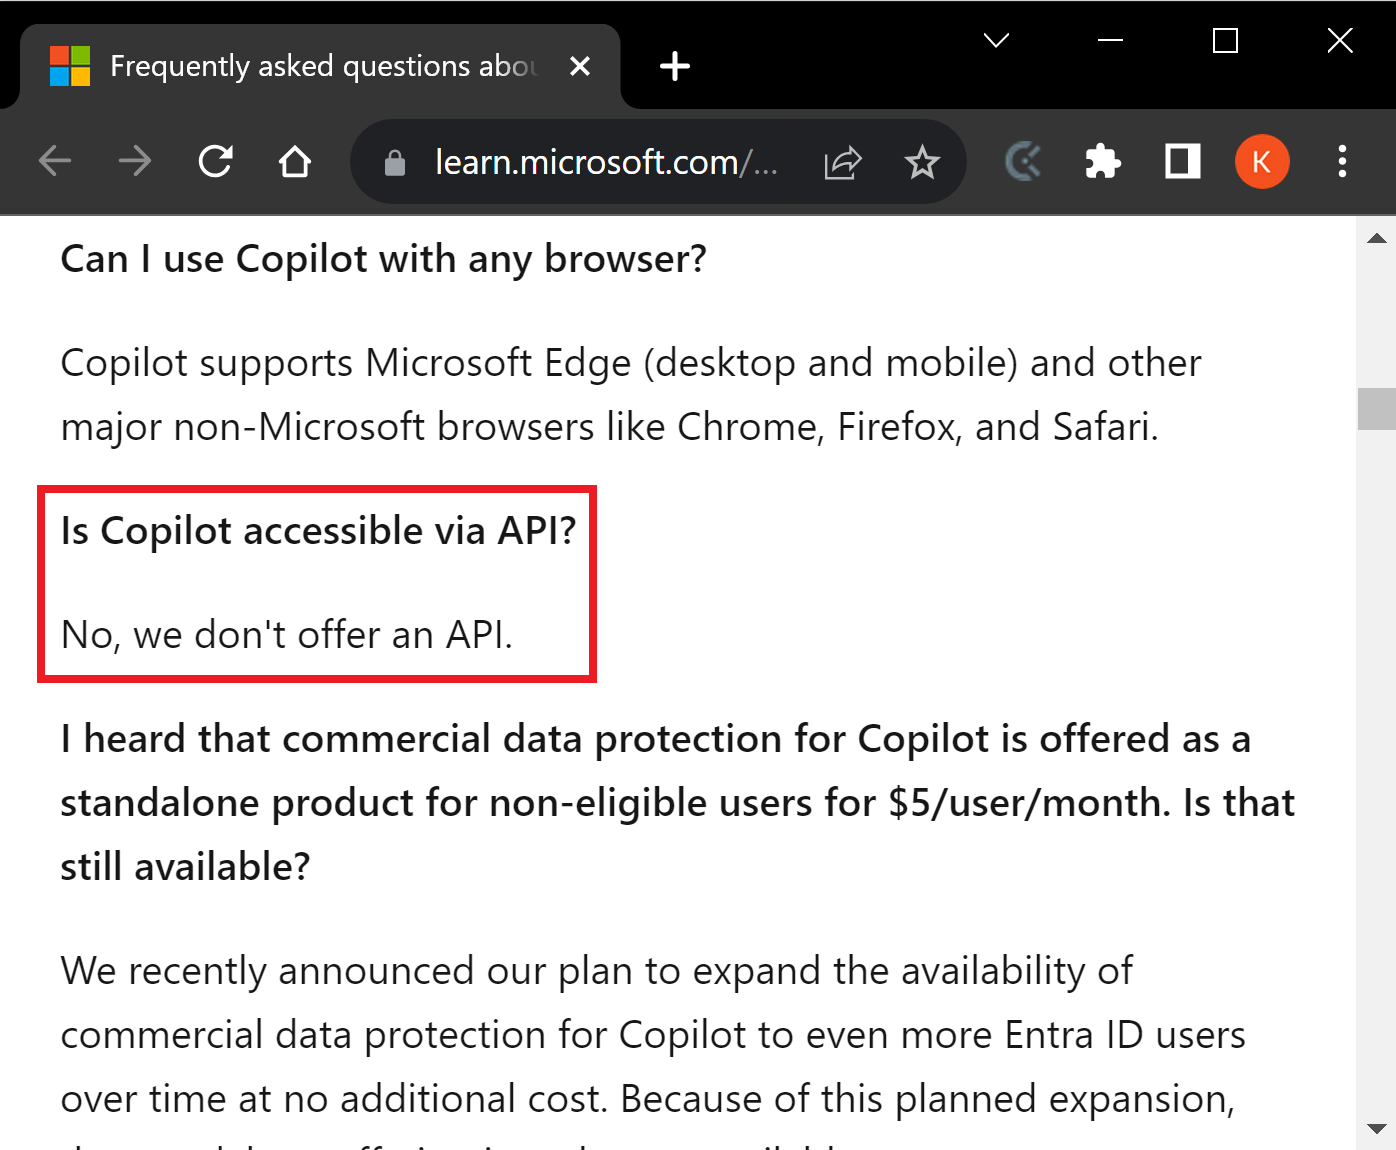 Frequently asked questions abou
learn.microsoft.com/...
K
Can I use Copilot with any browser?
Copilot supports Microsoft Edge (desktop and mobile) and other
major non-Microsoft browsers like Chrome, Firefox, and Safari.
Is Copilot accessible via API?
No, we don't offer an API.
I heard that commercial data protection for Copilot is offered as a
standalone product for non-eligible users for $5/user/month. Is that
still available?
We recently announced our plan to expand the availability of
commercial data protection for Copilot to even more Entra ID users
over time at no additional cost. Because of this planned expansion,